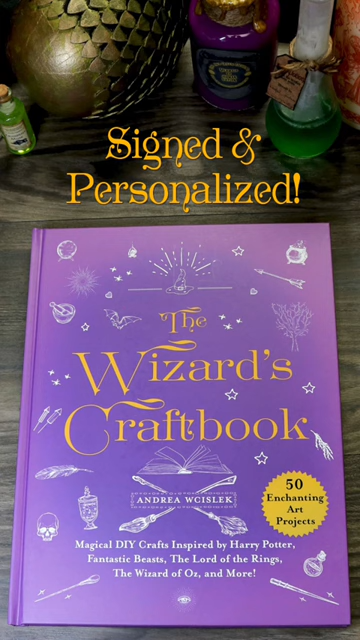 Signed &
Personalized!
The
Wizard's
Craftbook
ANDREA WCISLEK
50
Enchanting
Art
Projects
Magical DIY Crafts Inspired by Harry Potter,
Fantastic Beasts, The Lord of the Rings,
The Wizard of Oz, and More!